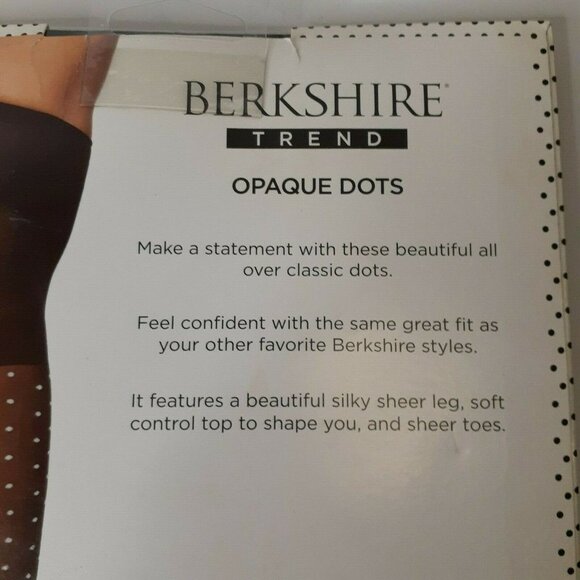 BERKSHIRE
TREND
OPAQUE DOTS
Make a statement with these beautiful all
over classic dots.
Feel confident with the same great fit as
your other favorite Berkshire styles.
It features a beautiful silky sheer leg, soft
control top to shape you, and sheer toes.